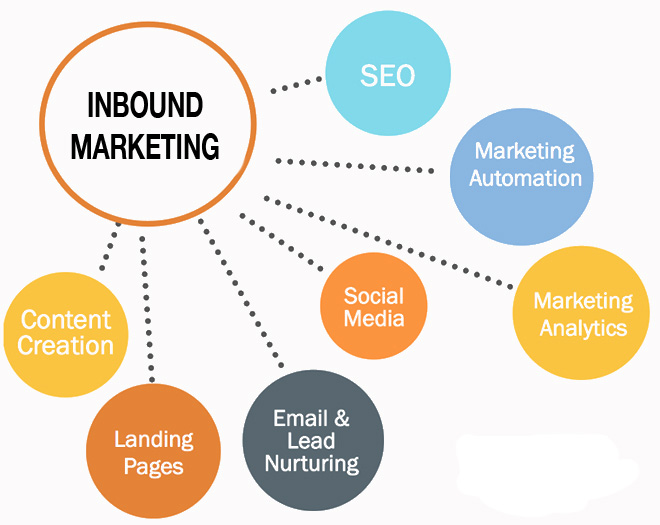 INBOUND
MARKETING
SEO
Marketing
Automation
Marketing
Analytics
Social
Media
Email &
Lead
Nurturing
Landing
Pages
Content
Creation